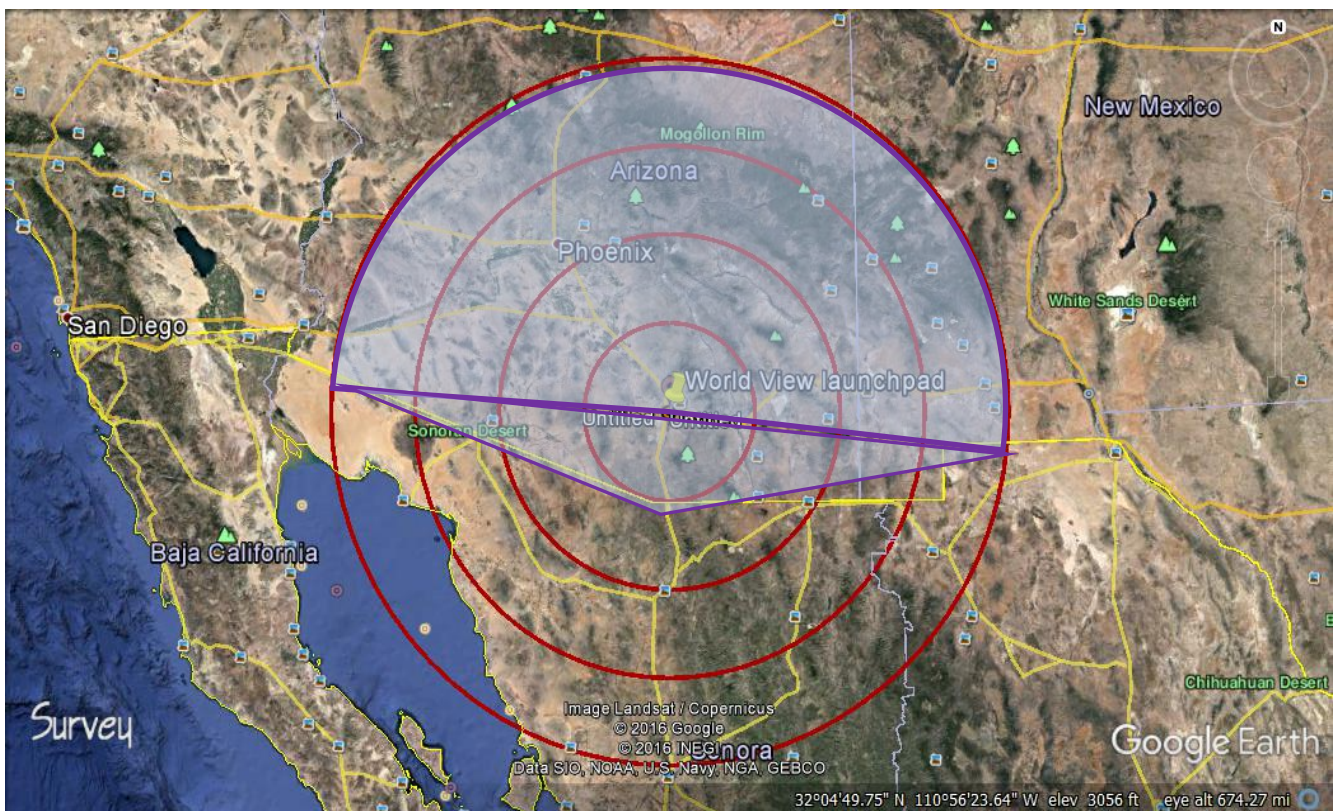 N
New Mexico
Mogollon Rim
Arizona
Phoenix
White Sands Desert
San Diego
World View launchpad
Untitled
Untitled
Sonoran Desert
Baja California
Chihuahuan Desert
Survey
Image Landsat / Copernicus
© 2016 Google
© 2016 INEGI
Sonora
Data SIO, NOAA, U.S. Navy, NGA, GEBCO
Google Earth
32°04'49.75" N 110°56'23.64" W elev 3056 ft eye alt 674.27 mi